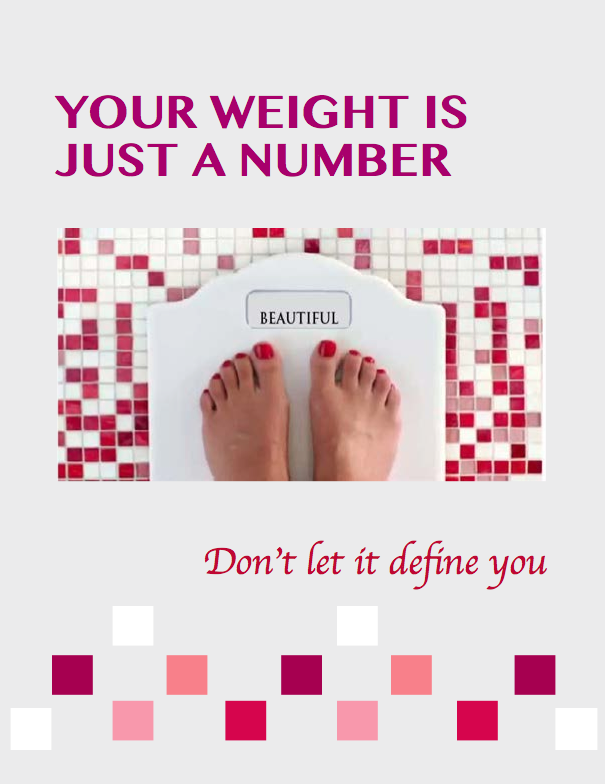 YOUR WEIGHT IS
JUST A NUMBER
BEAUTIFUL
Don't let it define you